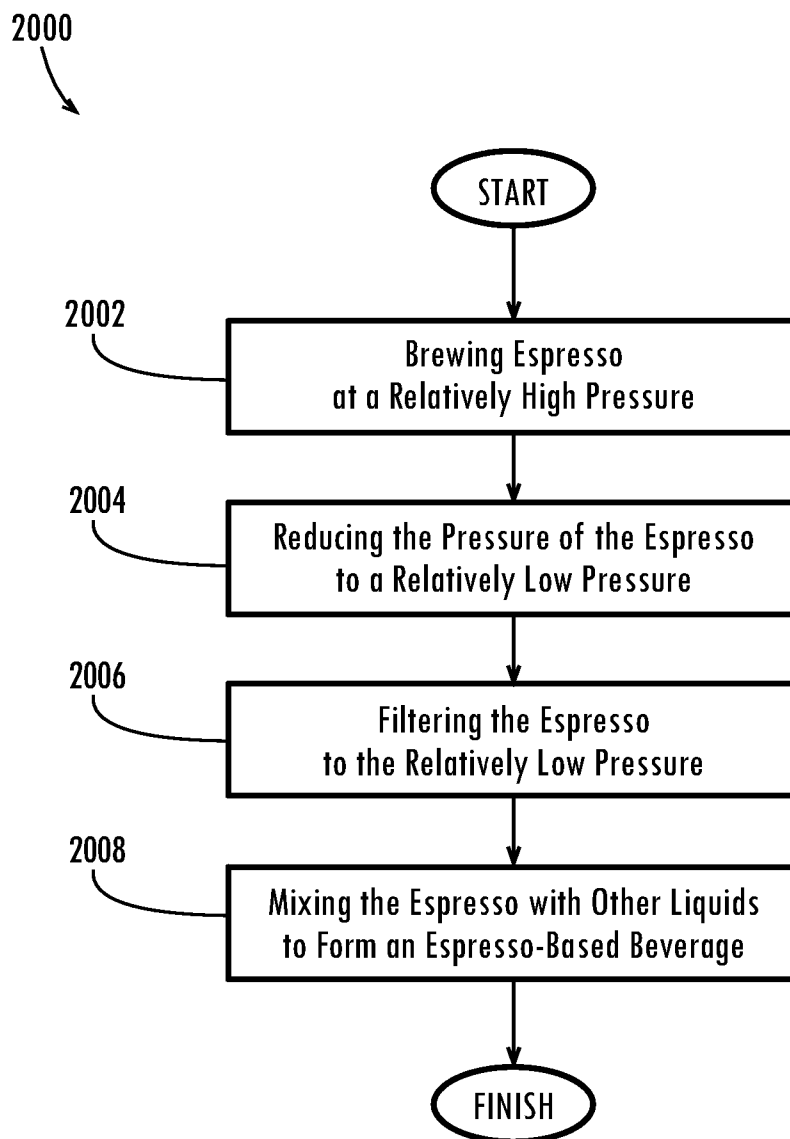 2000
START
2002
Brewing Espresso
at a Relatively High Pressure
2004
Reducing the Pressure of the Espresso
to a Relatively Low Pressure
2006
Filtering the Espresso
to the Relatively Low Pressure
2008
Mixing the Espresso with Other Liquids
to Form an Espresso-Based Beverage
FINISH